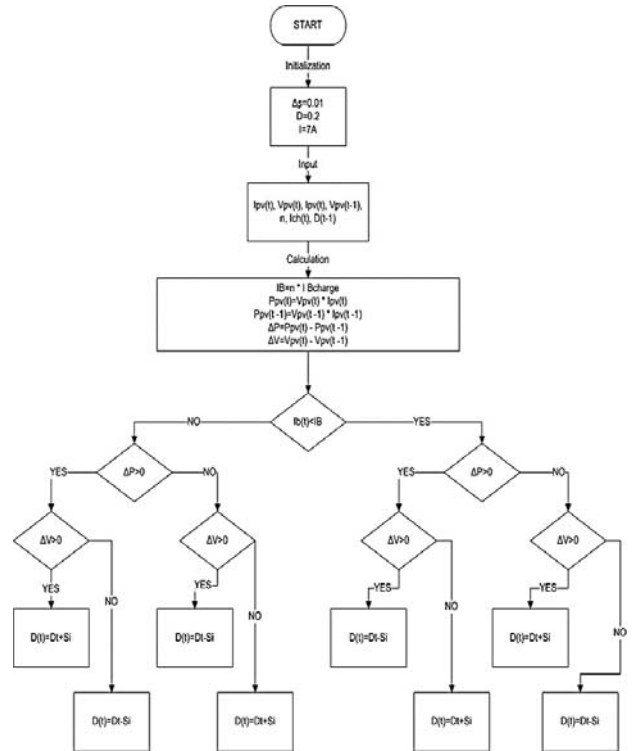 START
Initialization
Δş=0.01
D=0.2
I=7A
Input
Ipv(t), Vpv(t), Ipv(t), Vpv(t-1),
n, Ich(t), D(t-1)
Calculation
IB=n * I Bcharge
Ppv(t)=Vpv(t) * Ipv(t)
Ppv(t -1)=Vpv(t -1) * Ipv(t -1)
ΔP=Ppv(t) - Ppv(t -1)
ΔV=Vpv(t) - Vpv(t -1)
NO
Ib(t)<IB
YES
YES
ΔP>0
NO
YES
ΔP>0
NO
ΔV>0
ΔV>0
ΔV>0
ΔV>0
YES
YES
YES
YES
NO
NO
NO
NO
D(t)=Dt+Si
D(t)=Dt-Si
D(t)=Dt-Si
D(t)=Dt+Si
D(t)=Dt-Si
D(t)=Dt+Si
D(t)=Dt+Si
D(t)=Dt-Si